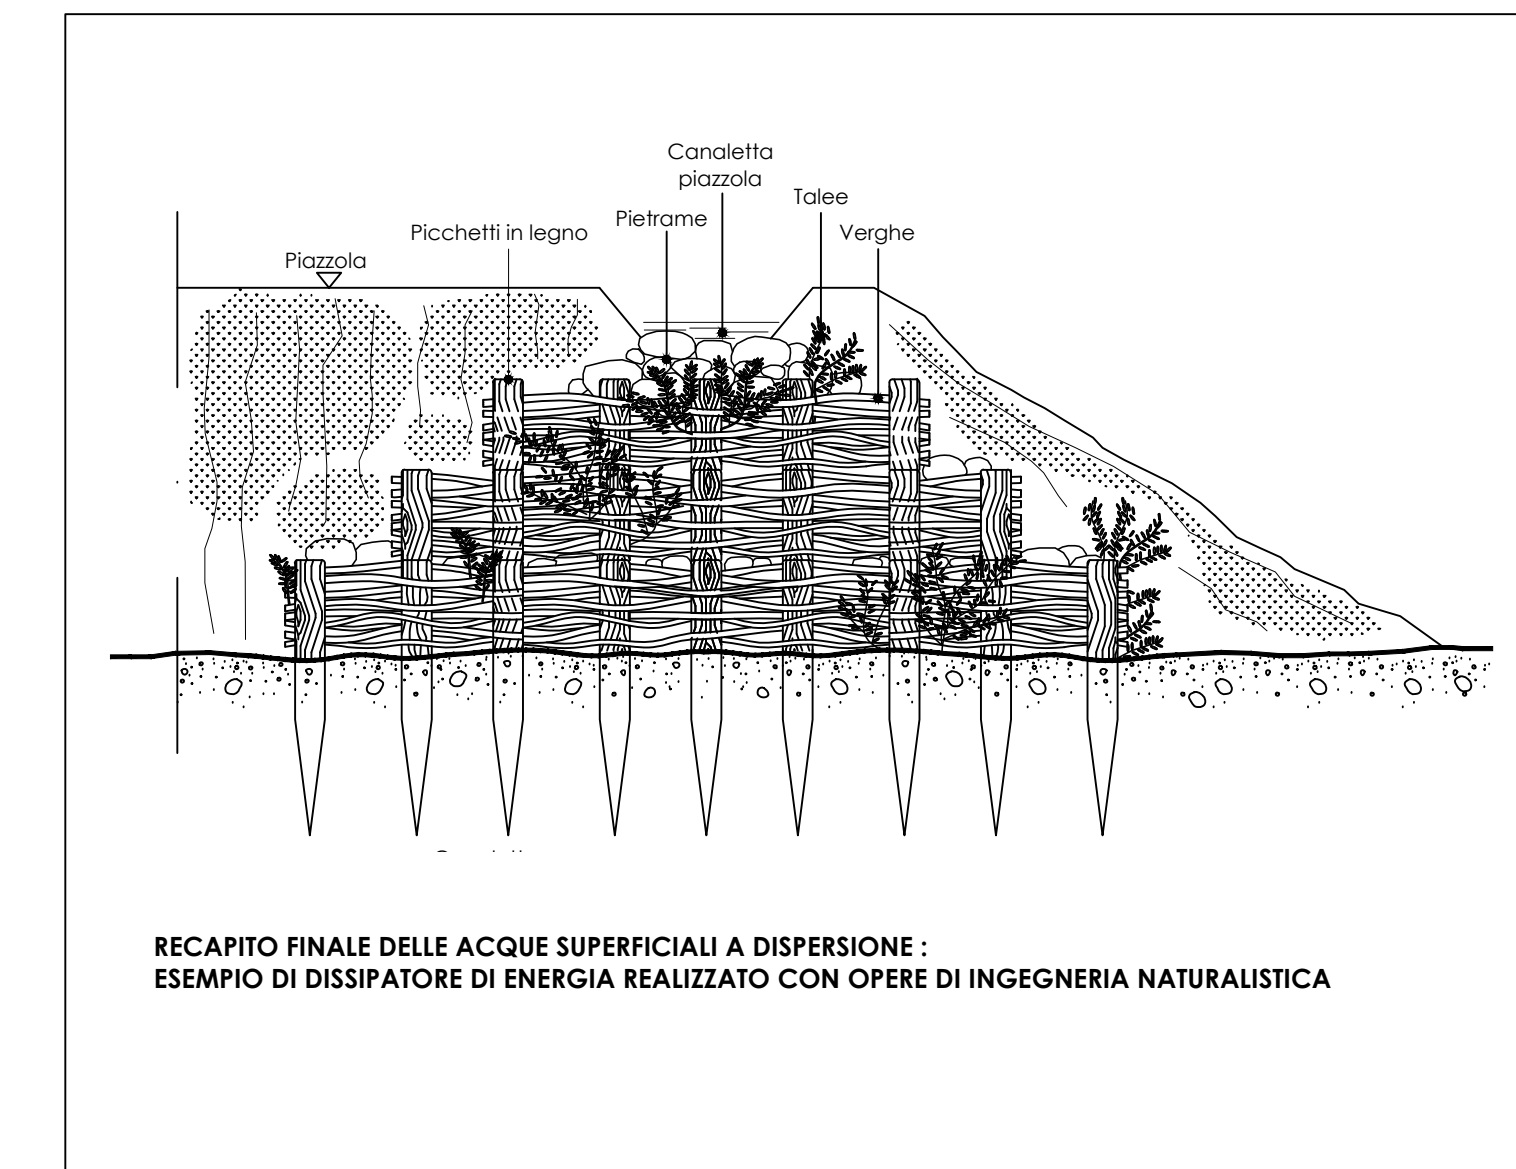 Canaletta
piazzola
Talee
Pietrame
Picchetti in legno
Verghe
Piazzola
RECAPITO FINALE DELLE ACQUE SUPERFICIALI A DISPERSIONE :
ESEMPIO DI DISSIPATORE DI ENERGIA REALIZZATO CON OPERE DI INGEGNERIA NATURALISTICA